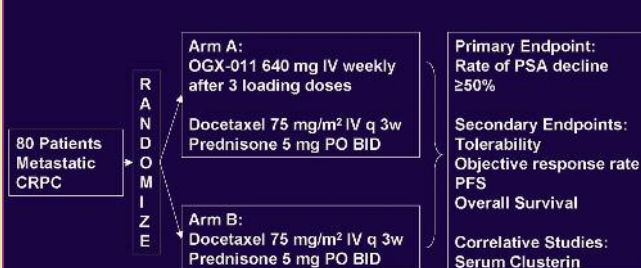 80 Patients
Metastatic
CRPC
RANDOMIZE
Arm A:
OGX-011 640 mg IV weekly
after 3 loading doses
Docetaxel 75 mg/m² IV q 3w
Prednisone 5 mg PO BID
Arm B:
Docetaxel 75 mg/m² IV q 3w
Prednisone 5 mg PO BID
Primary Endpoint:
Rate of PSA decline
≥50%
Secondary Endpoints:
Tolerability
Objective response rate
PFS
Overall Survival
Correlative Studies:
Serum Clusterin